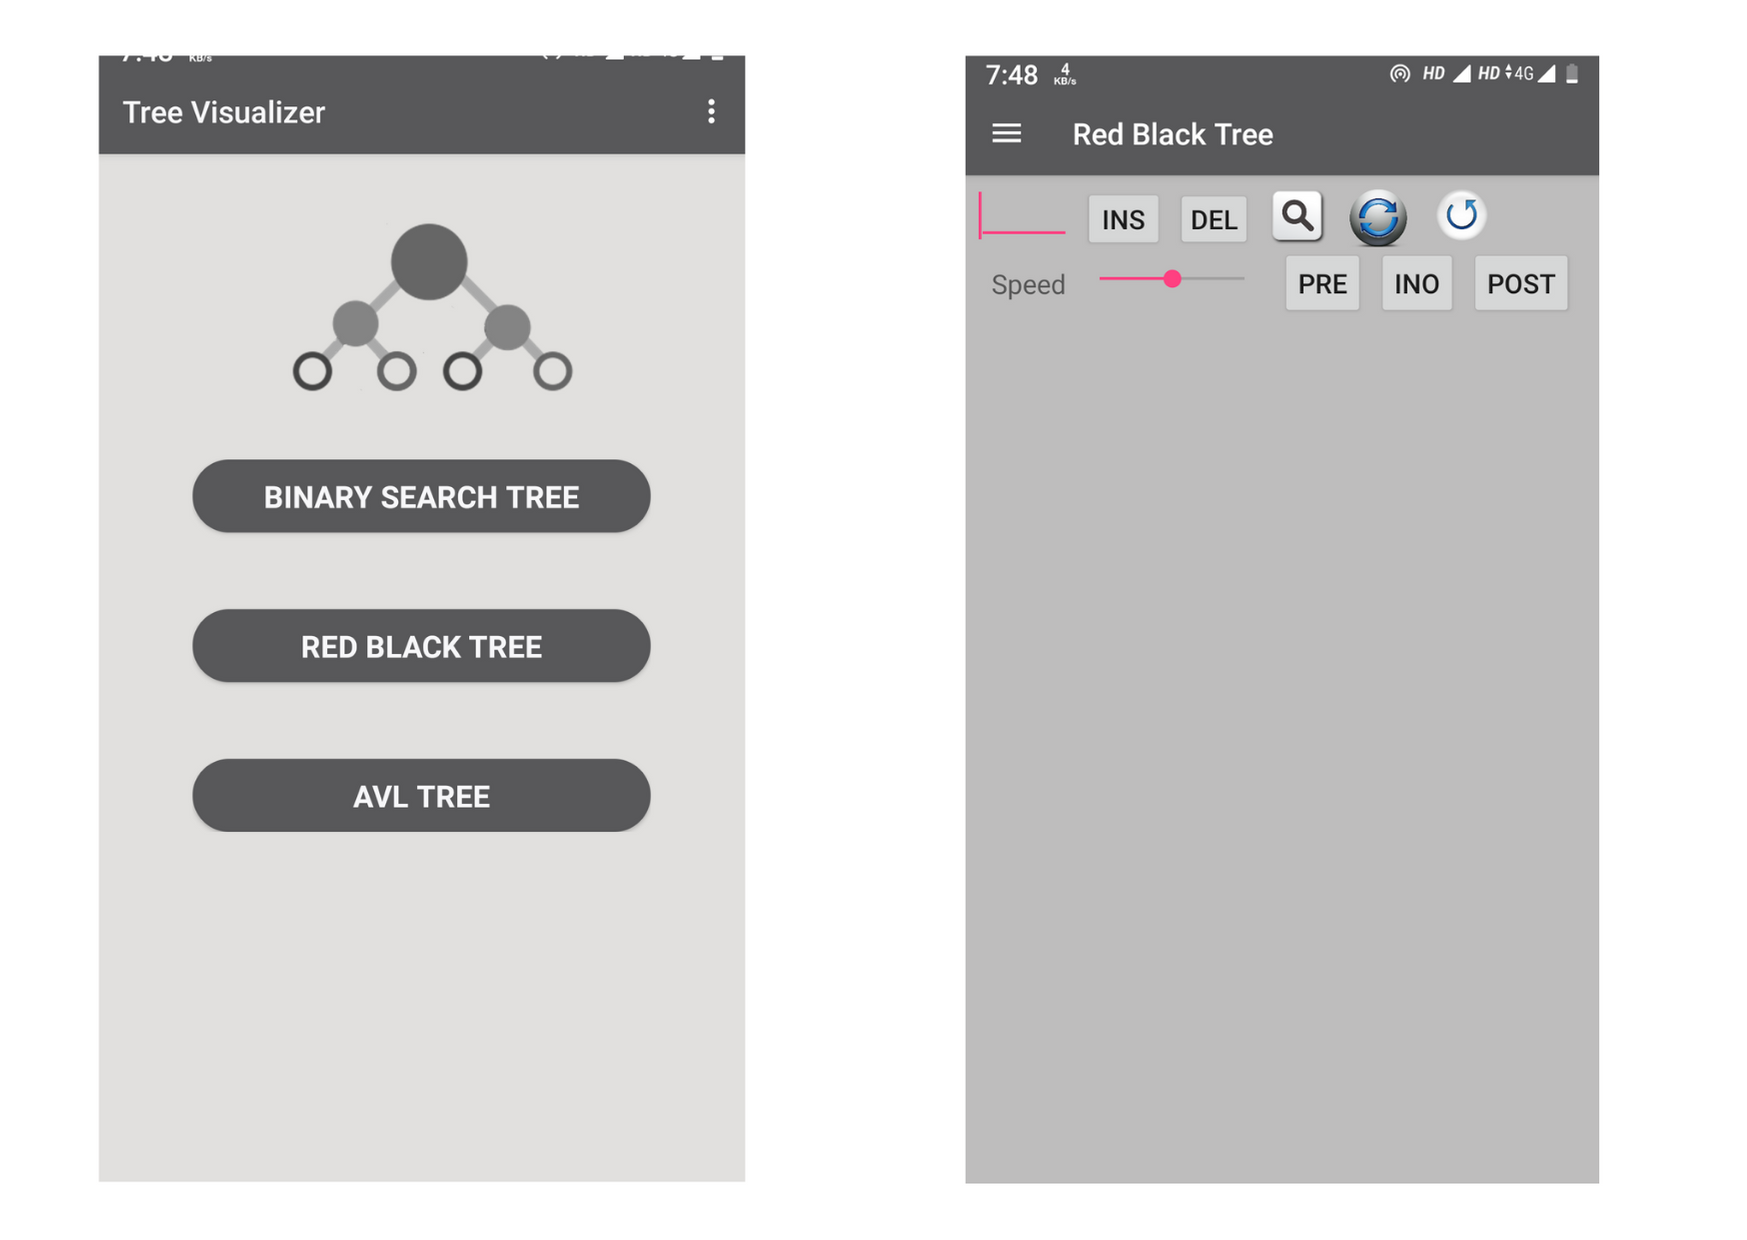 KB/s
Tree Visualizer
BINARY SEARCH TREE
RED BLACK TREE
AVL TREE
7:48 4 KB/s HD HD 4G
Red Black Tree
INS DEL
Speed PRE INO POST